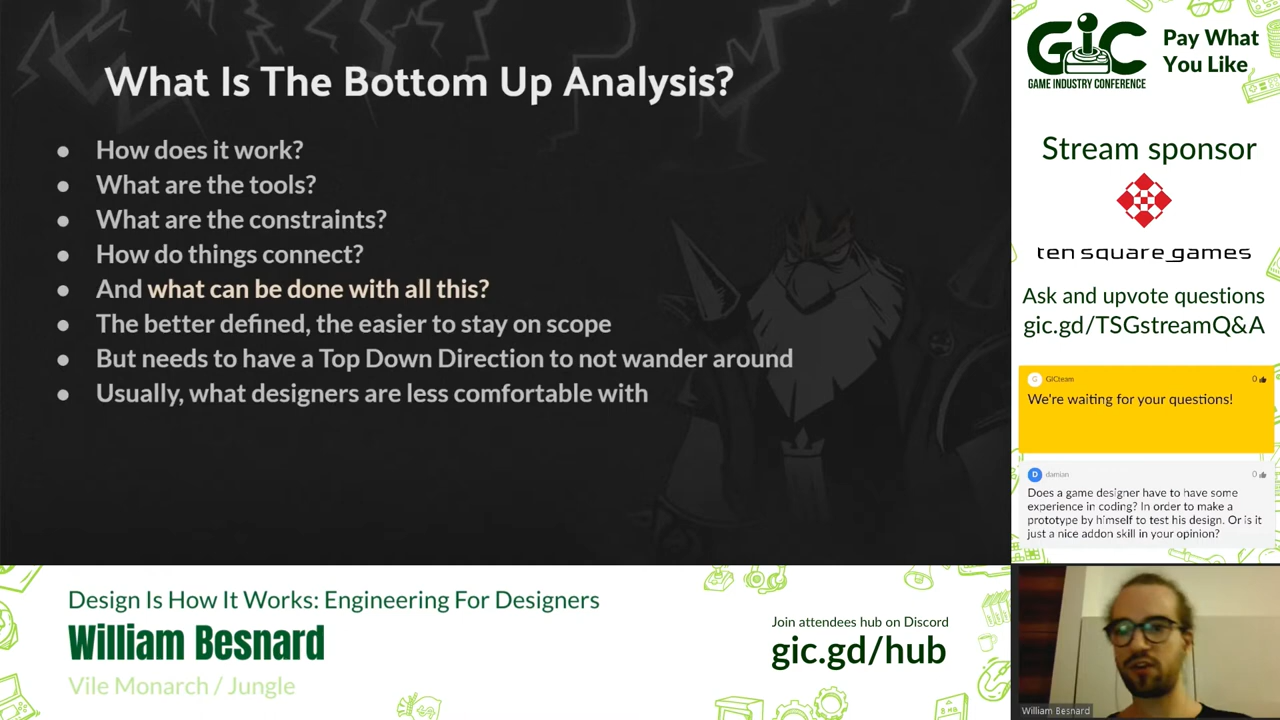 What Is The Bottom Up Analysis?
● How does it work?
● What are the tools?
● What are the constraints?
● How do things connect?
● And what can be done with all this?
● The better defined, the easier to stay on scope
● But needs to have a Top Down Direction to not wander around
● Usually, what designers are less comfortable with
GIC
GAME INDUSTRY CONFERENCE
Pay What
You Like
Stream sponsor
ten square games
Ask and upvote questions
gic.gd/TSGstreamQ&A
G GICteam 0
We're waiting for your questions!
D damian 0
Does a game designer have to have some
experience in coding? In order to make a
prototype by himself to test his design. Or is it
just a nice addon skill in your opinion?
Design Is How It Works: Engineering For Designers
William Besnard
Vile Monarch / Jungle
Join attendees hub on Discord
gic.gd/hub
William Besnard